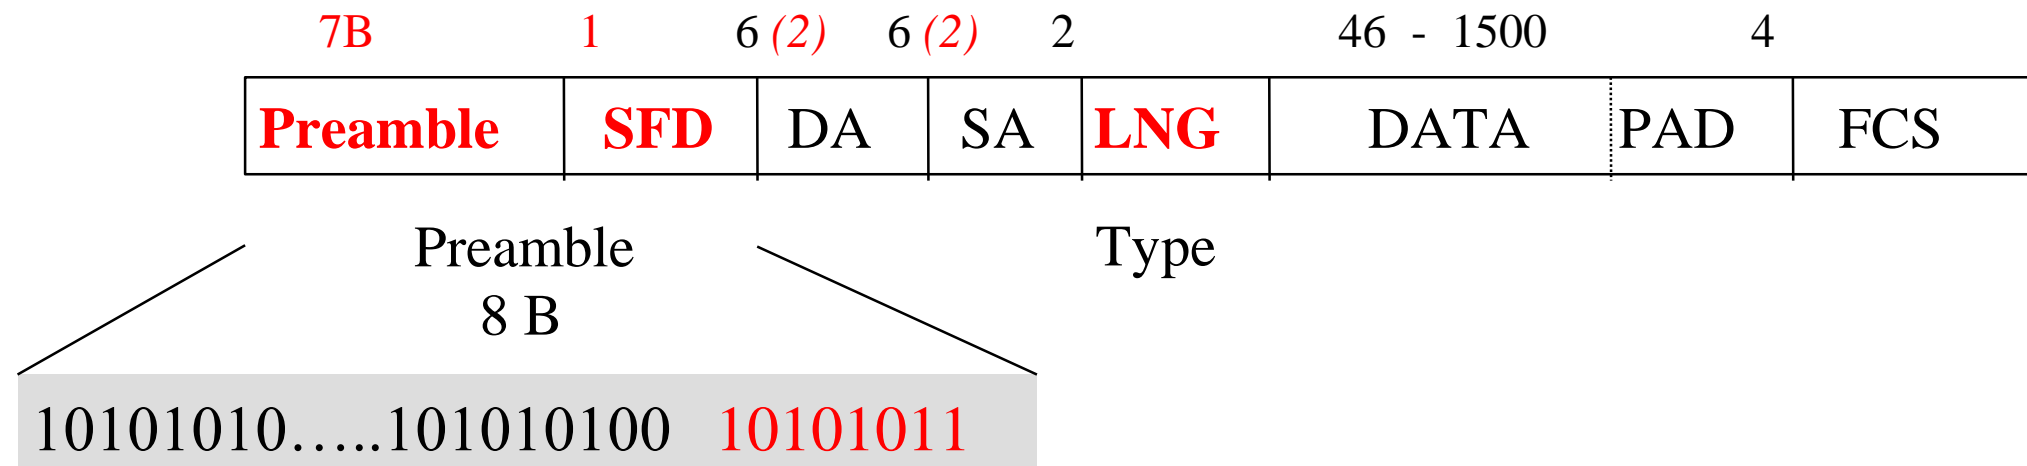 7B 1 6 (2) 6 (2) 2 46 - 1500 4
Preamble SFD DA SA LNG DATA PAD FCS
Preamble Type
8 B
10101010…..101010100 10101011